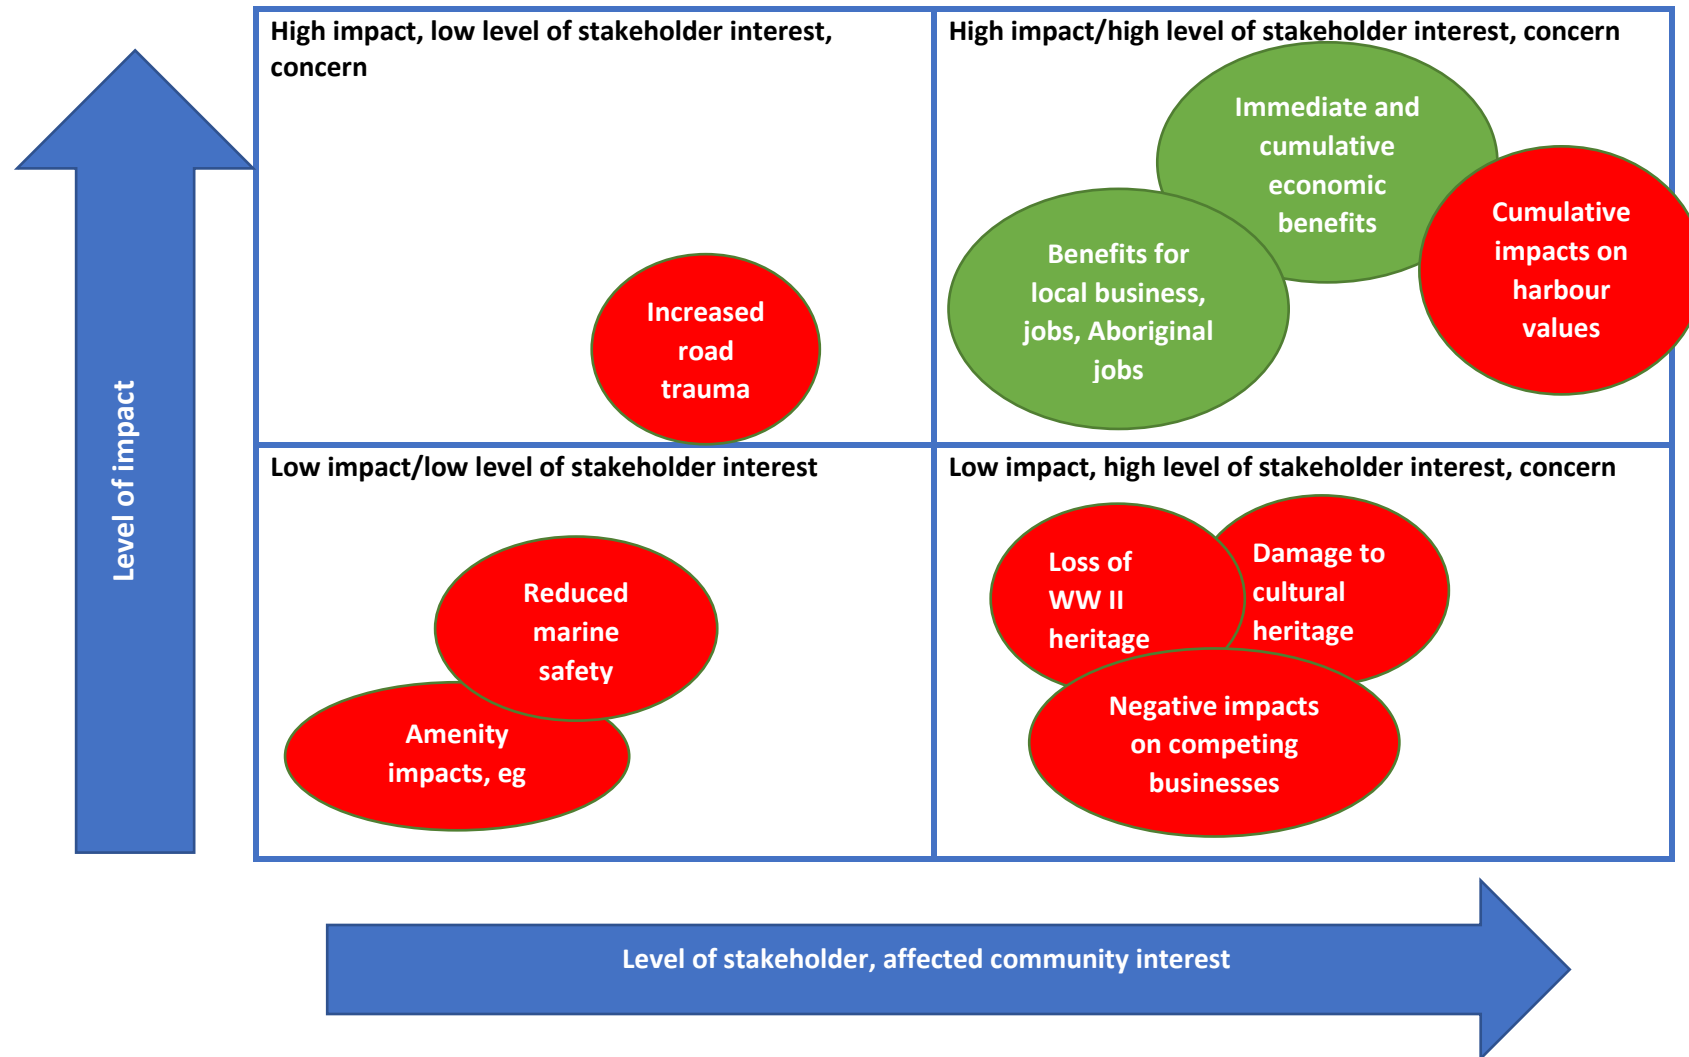 High impact, low level of stakeholder interest,
concern
High impact/high level of stakeholder interest, concern
Immediate and
cumulative
economic
benefits
Cumulative
impacts on
harbour
values
Benefits for
local business,
jobs, Aboriginal
jobs
Increased
road
trauma
Level of impact
Low impact/low level of stakeholder interest
Low impact, high level of stakeholder interest, concern
Reduced
marine
safety
Amenity
impacts, eg
Loss of
WW II
heritage
Damage to
cultural
heritage
Negative impacts
on competing
businesses
Level of stakeholder, affected community interest